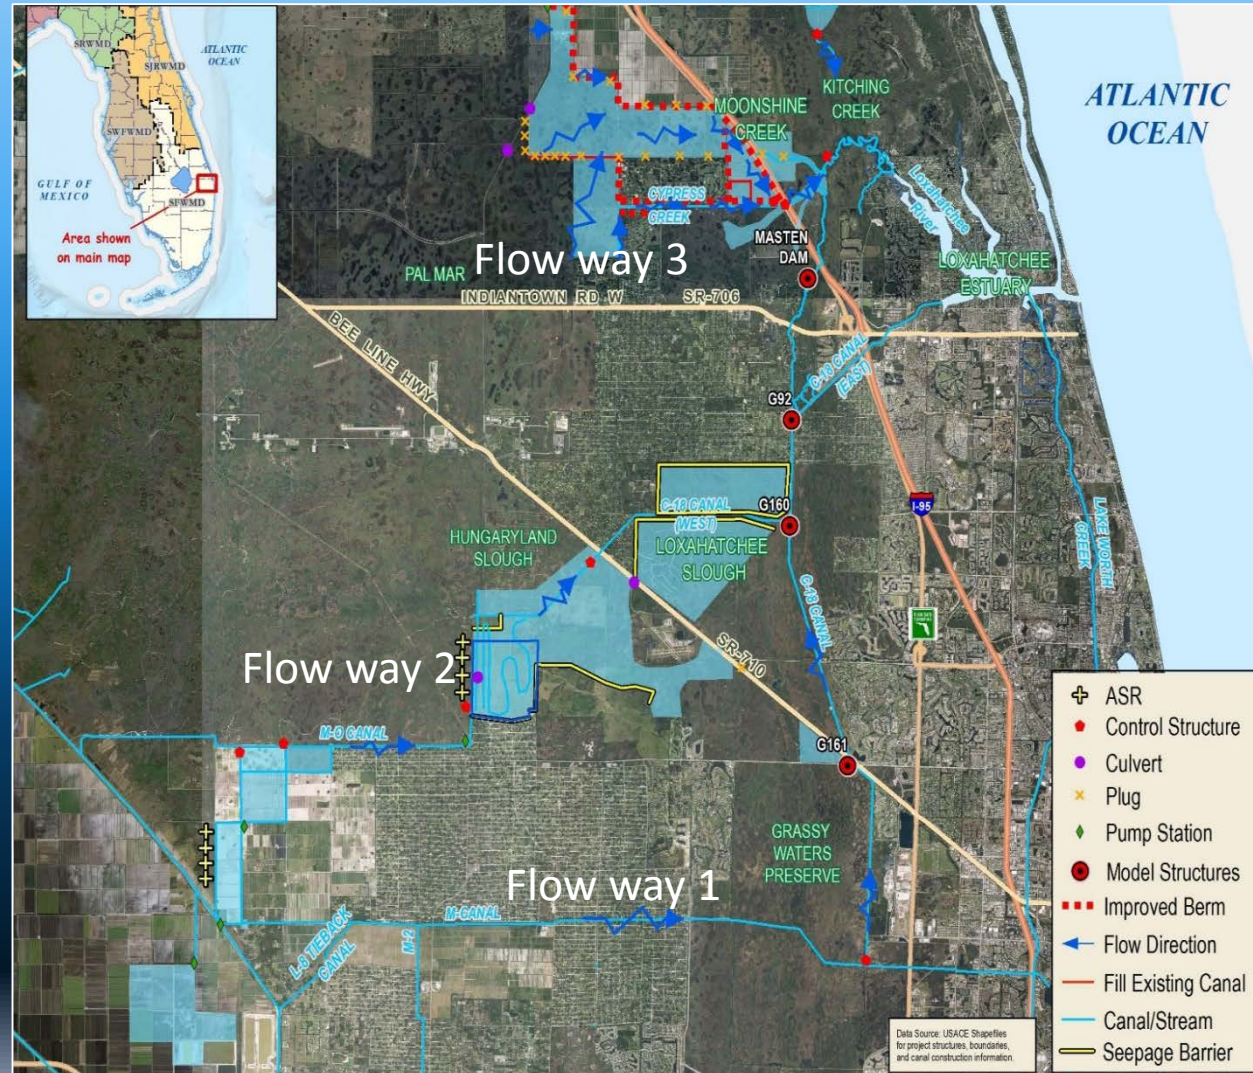 SRWMD
SJRWMD
SWFWMD
SFWMD
ATLANTIC
OCEAN
GULF OF
MEXICO
Area shown
on main map
ATLANTIC
OCEAN
KITCHING
CREEK
MOONSHINE
CREEK
CYPRESS
CREEK
Loxahatchee
River
MASTEN
DAM
LOXAHATCHEE
ESTUARY
PAL MAR
Flow way 3
INDIANTOWN RD W
SR-706
BEE LINE HWY
C-18 CANAL
(EAST)
G92
C-18 CANAL
(WEST)
G160
I-95
LAKE WORTH
CREEK
HUNGARYLAND
SLOUGH
LOXAHATCHEE
SLOUGH
C-18 CANAL
SR-710
Flow way 2
M-O CANAL
G161
GRASSY
WATERS
PRESERVE
Flow way 1
M-CANAL
M-2
L-8 TIEBACK
CANAL
ASR
Control Structure
Culvert
Plug
Pump Station
Model Structures
Improved Berm
Flow Direction
Fill Existing Canal
Canal/Stream
Seepage Barrier
Data Source: USACE Shapefiles
for project structures, boundaries,
and canal construction information.